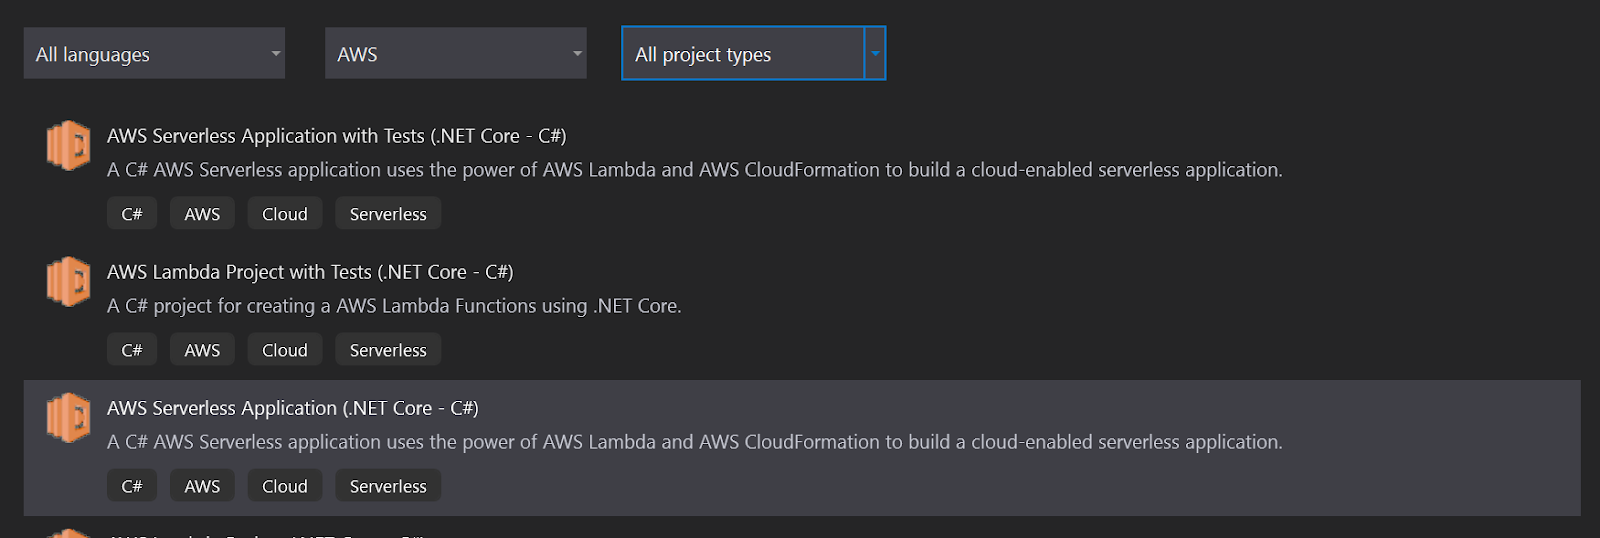 All languages
AWS
All project types
AWS Serverless Application with Tests (.NET Core - C#)
A C# AWS Serverless application uses the power of AWS Lambda and AWS CloudFormation to build a cloud-enabled serverless application.
C# AWS Cloud Serverless
AWS Lambda Project with Tests (.NET Core - C#)
A C# project for creating a AWS Lambda Functions using .NET Core.
C# AWS Cloud Serverless
AWS Serverless Application (.NET Core - C#)
A C# AWS Serverless application uses the power of AWS Lambda and AWS CloudFormation to build a cloud-enabled serverless application.
C# AWS Cloud Serverless